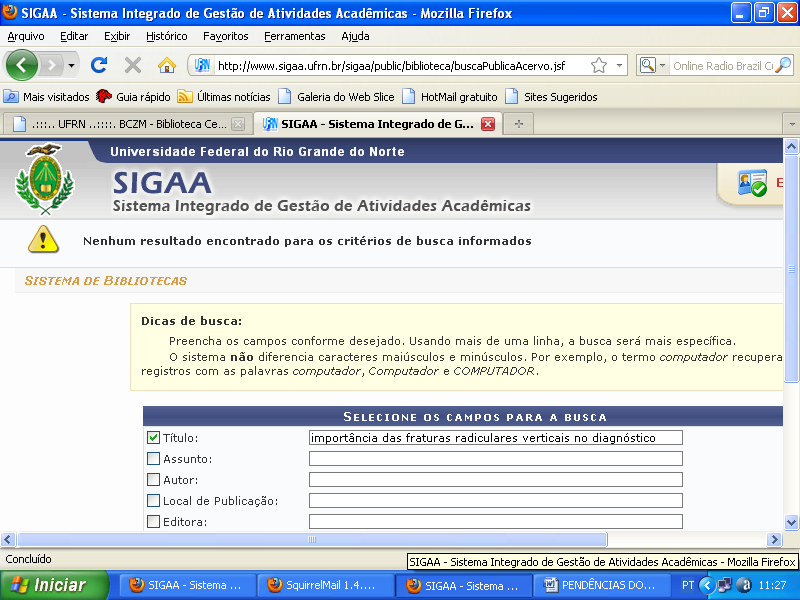 SIGAA - Sistema Integrado de Gestão de Atividades Acadêmicas - Mozilla Firefox
Arquivo Editar Exibir Histórico Favoritos Ferramentas Ajuda
http://www.sigaa.ufrn.br/sigaa/public/biblioteca/buscaPublicaAcervo.jsf Online Radio Brazil Cu
Mais visitados Guia rápido Últimas notícias Galeria do Web Slice HotMail gratuito Sites Sugeridos
.:::.. UFRN ..:::::. BCZM - Biblioteca Ce... SIGAA - Sistema Integrado de G...
Universidade Federal do Rio Grande do Norte
SIGAA
Sistema Integrado de Gestão de Atividades Acadêmicas
E
Nenhum resultado encontrado para os critérios de busca informados
SISTEMA DE BIBLIOTECAS
Dicas de busca:
Preencha os campos conforme desejado. Usando mais de uma linha, a busca será mais específica.
O sistema não diferencia caracteres maiúsculos e minúsculos. Por exemplo, o termo computador recupera
registros com as palavras computador, Computador e COMPUTADOR.
SELECIONE OS CAMPOS PARA A BUSCA
Título: importância das fraturas radiculares verticais no diagnóstico
Assunto:
Autor:
Local de Publicação:
Editora:
Concluído
SIGAA - Sistema Integrado de Gestão de Atividades Acadêmicas - Mozilla Firefox
Iniciar SIGAA - Sistema ... SquirrelMail 1.4.... SIGAA - Sistema ... PENDÊNCIAS DO... PT 11:27